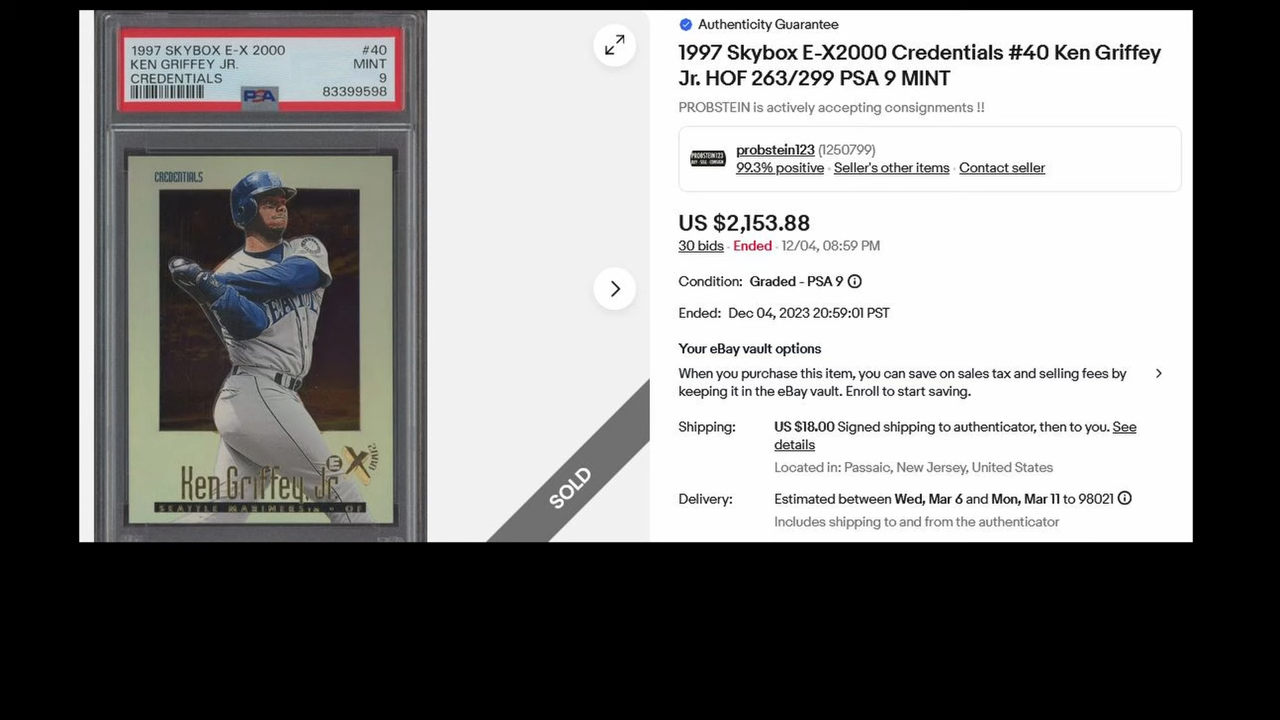 1997 SKYBOX E-X 2000 #40
KEN GRIFFEY JR. MINT
CREDENTIALS 9
PSA 83399598
CREDENTIALS
Ken Griffey, Jr
SEATTLE MARINERS
SOLD
Authenticity Guarantee
1997 Skybox E-X2000 Credentials #40 Ken Griffey
Jr. HOF 263/299 PSA 9 MINT
PROBSTEIN is actively accepting consignments !!
PROBSTEIN123
probstein123 (1250799)
99.3% positive · Seller's other items · Contact seller
US $2,153.88
30 bids · Ended · 12/04, 08:59 PM
Condition: Graded - PSA 9
Ended: Dec 04, 2023 20:59:01 PST
Your eBay vault options
When you purchase this item, you can save on sales tax and selling fees by
keeping it in the eBay vault. Enroll to start saving.
Shipping: US $18.00 Signed shipping to authenticator, then to you. See
details
Located in: Passaic, New Jersey, United States
Delivery: Estimated between Wed, Mar 6 and Mon, Mar 11 to 98021
Includes shipping to and from the authenticator